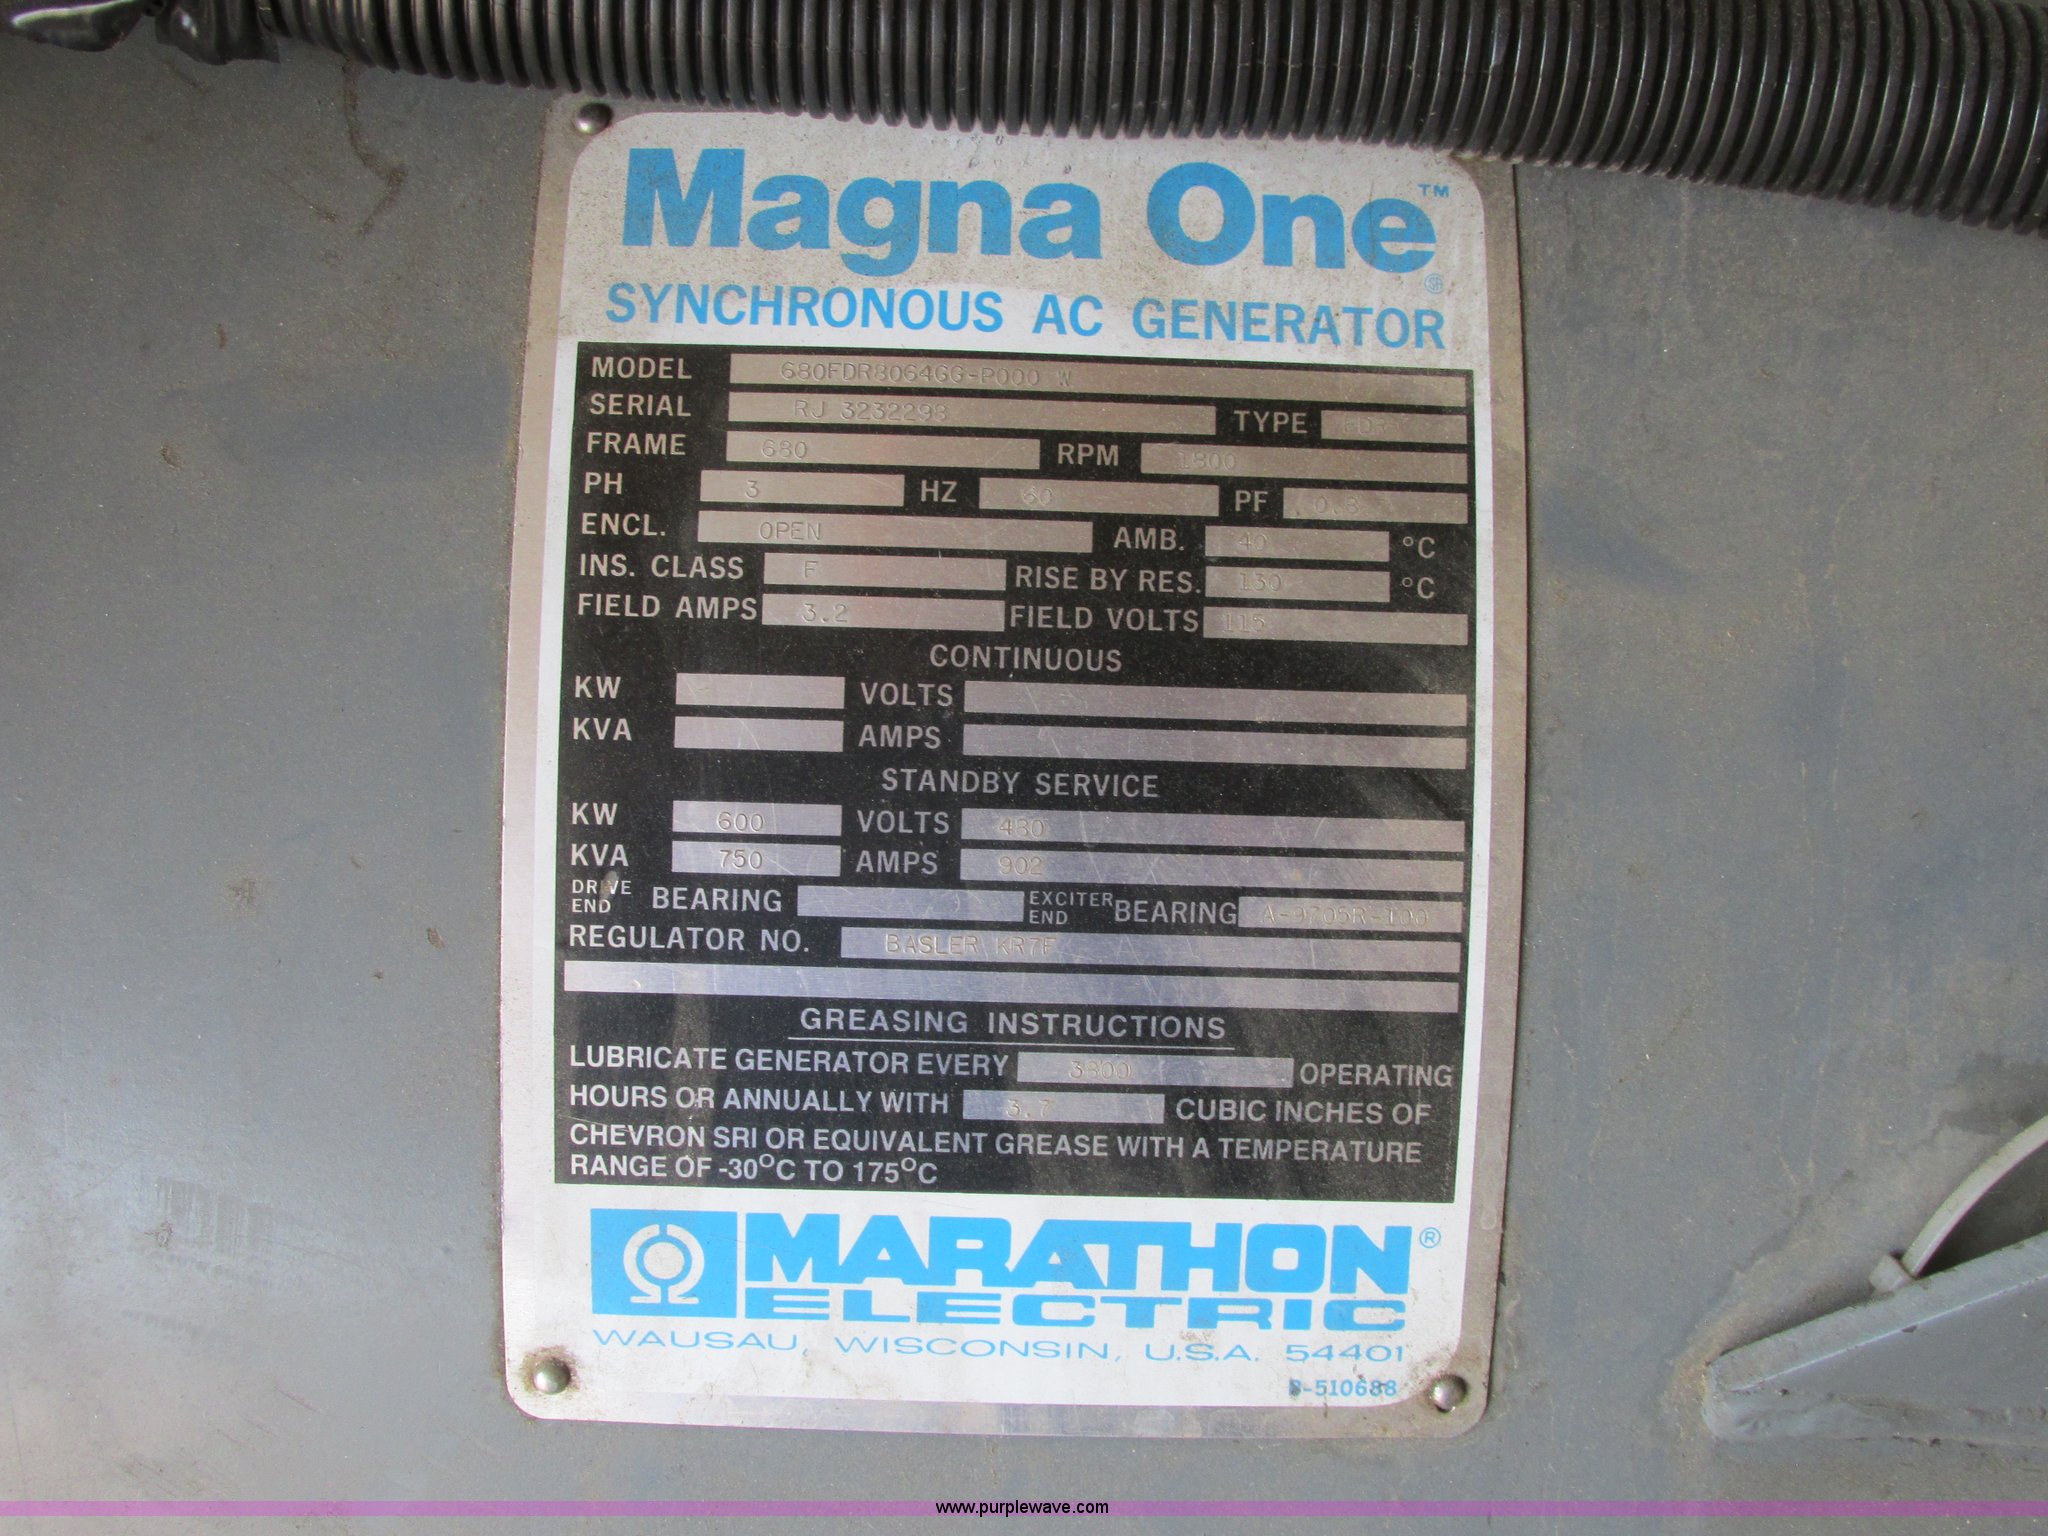 Magna One™
SYNCHRONOUS AC GENERATOR
MODEL 680FDR8064GG-P000 W
SERIAL RJ 3232298 TYPE FDR
FRAME 680 RPM 1800
PH 3 HZ 60 PF 0.8
ENCL. OPEN AMB. 40 °C
INS. CLASS F RISE BY RES. 130 °C
FIELD AMPS 3.2 FIELD VOLTS 115
CONTINUOUS
KW VOLTS
KVA AMPS
STANDBY SERVICE
KW 600 VOLTS 480
KVA 750 AMPS 902
DRIVE END BEARING EXCITER END BEARING
REGULATOR NO. BASLER KR7F
GREASING INSTRUCTIONS
LUBRICATE GENERATOR EVERY OPERATING
HOURS OR ANNUALLY WITH 3.7 CUBIC INCHES OF
CHEVRON SRI OR EQUIVALENT GREASE WITH A TEMPERATURE
RANGE OF -30°C TO 175°C
MARATHON®
ELECTRIC
WAUSAU, WISCONSIN, U.S.A. 54401
B-510688
www.purplewave.com